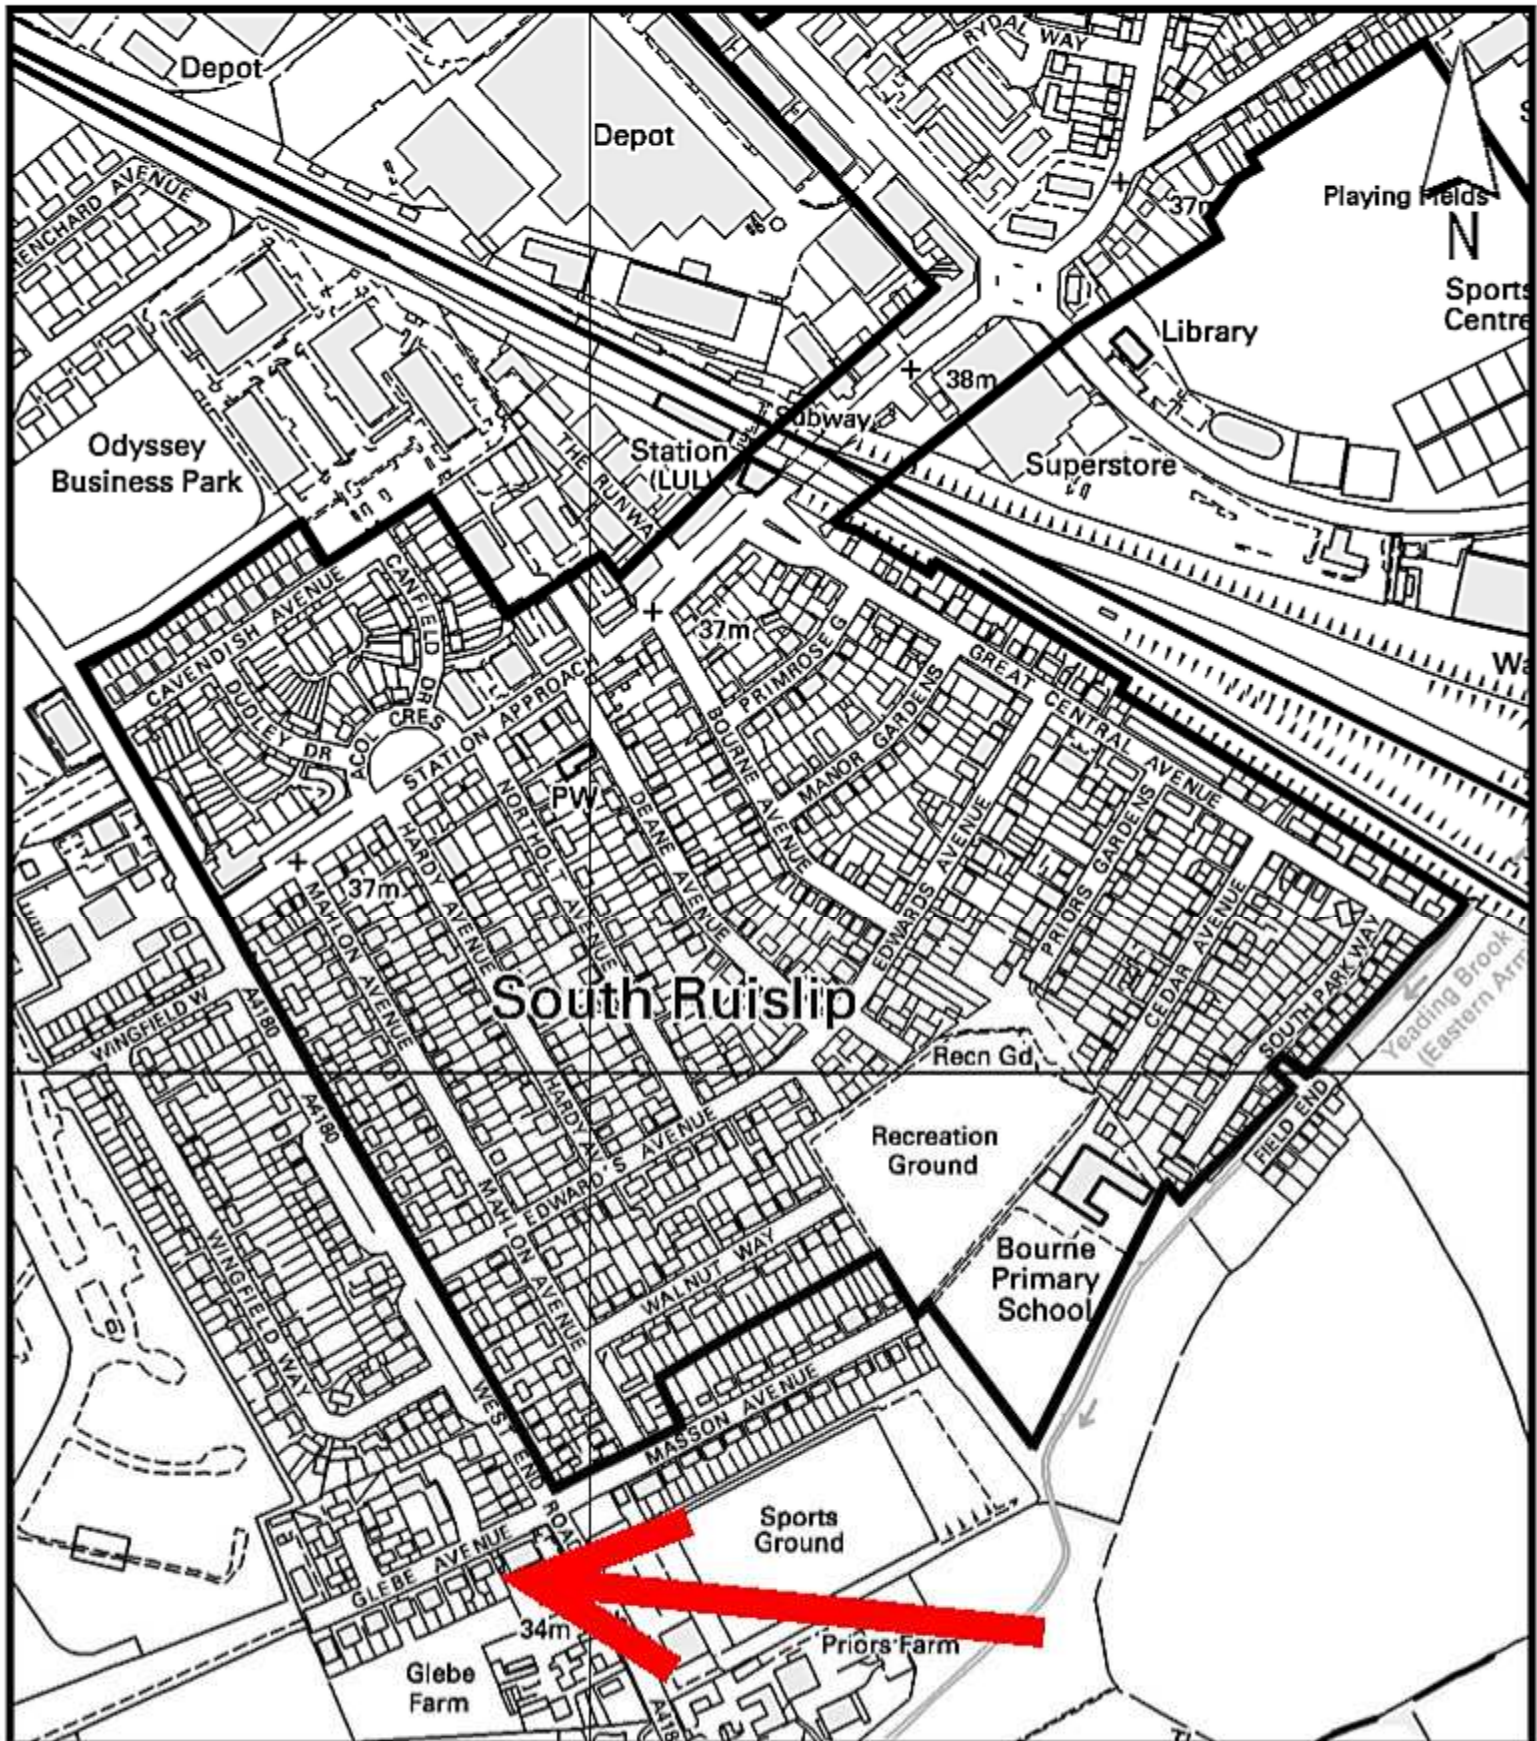 RYDAL WAY
Depot
Depot
TRENCHARD AVENUE
37m
Playing Fields
N
Sports
Centre
Library
38m
Subway
Odyssey
Business Park
THE RUNWAY
Station
(LUL)
Superstore
CANFIELD DR
CAVENDISH AVENUE
37m
PRIMROSE G
GREAT CENTRAL AVENUE
DUDLEY DR
ACOL CRES
STATION APPROACH
BOURNE AVENUE
MANOR GARDENS
PW
NORTHOLT AVENUE
DEANE AVENUE
HARDY AVENUE
37m
MAHLON AVENUE
EDWARDS AVENUE
PRIORS GARDENS
CEDAR AVENUE
SOUTH PARK WAY
Yeading Brook
(Eastern Arm)
South Ruislip
WINGFIELD W
A4180
A4180
Recn Gd
HARDY AV
EDWARD'S AVENUE
Recreation
Ground
FIELD END
MAHLON AVENUE
WALNUT WAY
Bourne
Primary
School
WINGFIELD WAY
WEST END ROAD
MASSON AVENUE
Sports
Ground
GLEBE AVENUE
34m
Priors Farm
Glebe
Farm
A418